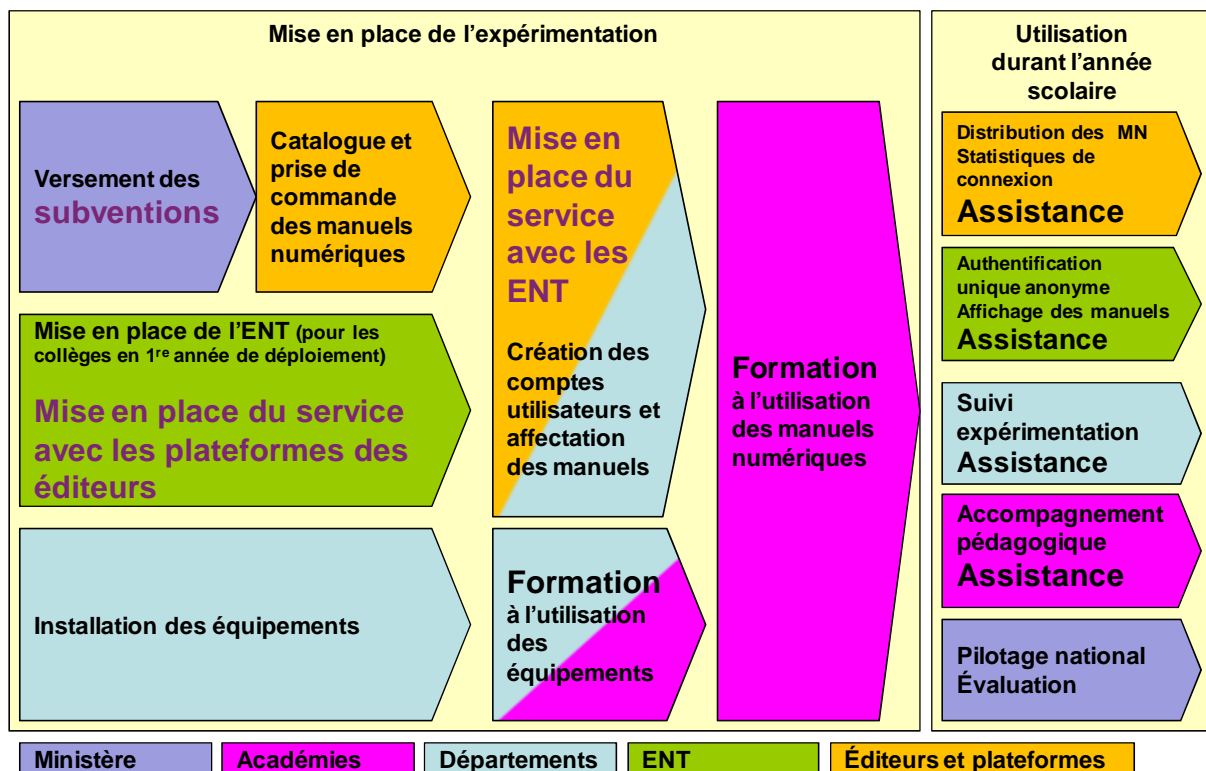 Mise en place de l'expérimentation
Versement des
subventions
Catalogue et
prise de
commande
des manuels
numériques
Mise en place de l'ENT (pour les
collèges en 1re année de déploiement)
Mise en place du service
avec les plateformes des
éditeurs
Installation des équipements
Mise en
place du
service
avec les
ENT
Création des
comptes
utilisateurs et
affectation
des manuels
Formation
à l'utilisation
des
équipements
Formation
à l'utilisation
des manuels
numériques
Utilisation
durant l'année
scolaire
Distribution des MN
Statistiques de
connexion
Assistance
Authentification
unique anonyme
Affichage des manuels
Assistance
Suivi
expérimentation
Assistance
Accompagnement
pédagogique
Assistance
Pilotage national
Évaluation
Ministère
Académies
Départements
ENT
Éditeurs et plateformes